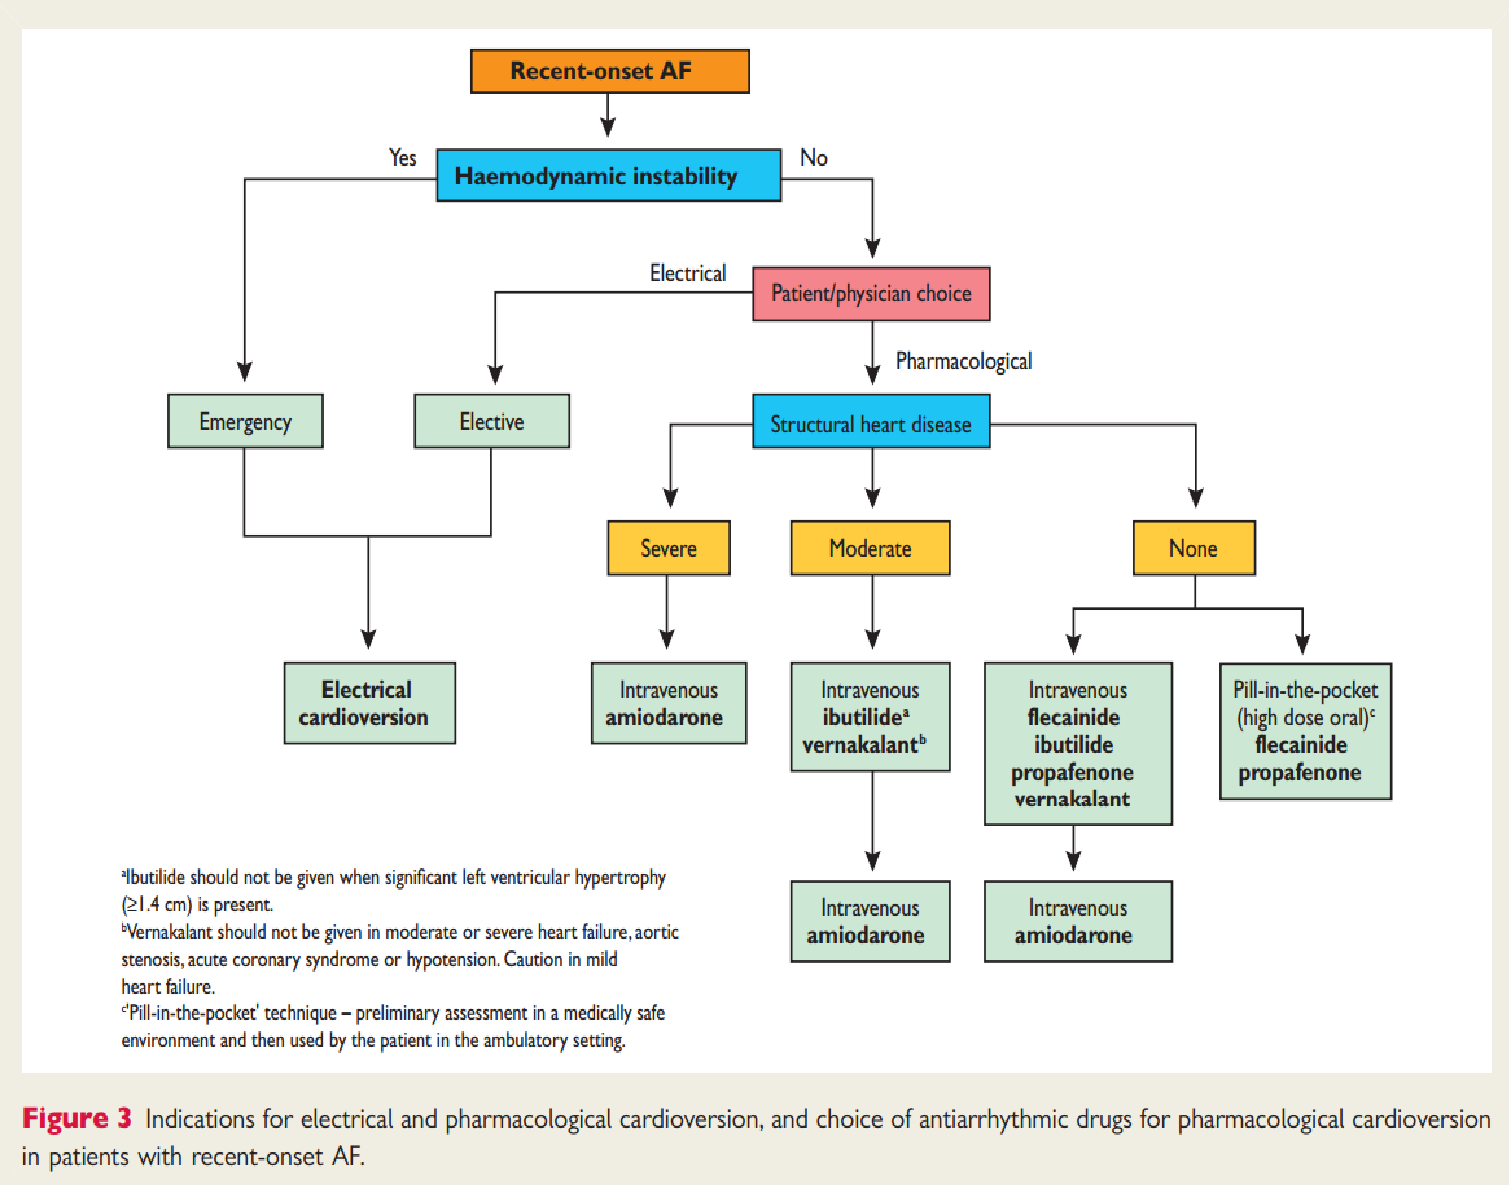 Recent-onset AF
Yes
Haemodynamic instability
No
Electrical
Patient/physician choice
Pharmacological
Emergency
Elective
Structural heart disease
Severe
Moderate
None
Electrical
cardioversion
Intravenous
amiodarone
Intravenous
ibutilideᵃ
vernakalantᵇ
Intravenous
flecainide
ibutilide
propafenone
vernakalant
Pill-in-the-pocket
(high dose oral)ᶜ
flecainide
propafenone
Intravenous
amiodarone
Intravenous
amiodarone
ᵃIbutilide should not be given when significant left ventricular hypertrophy
(≥1.4 cm) is present.
ᵇVernakalant should not be given in moderate or severe heart failure, aortic
stenosis, acute coronary syndrome or hypotension. Caution in mild
heart failure.
ᶜ'Pill-in-the-pocket' technique – preliminary assessment in a medically safe
environment and then used by the patient in the ambulatory setting.
Figure 3 Indications for electrical and pharmacological cardioversion, and choice of antiarrhythmic drugs for pharmacological cardioversion
in patients with recent-onset AF.